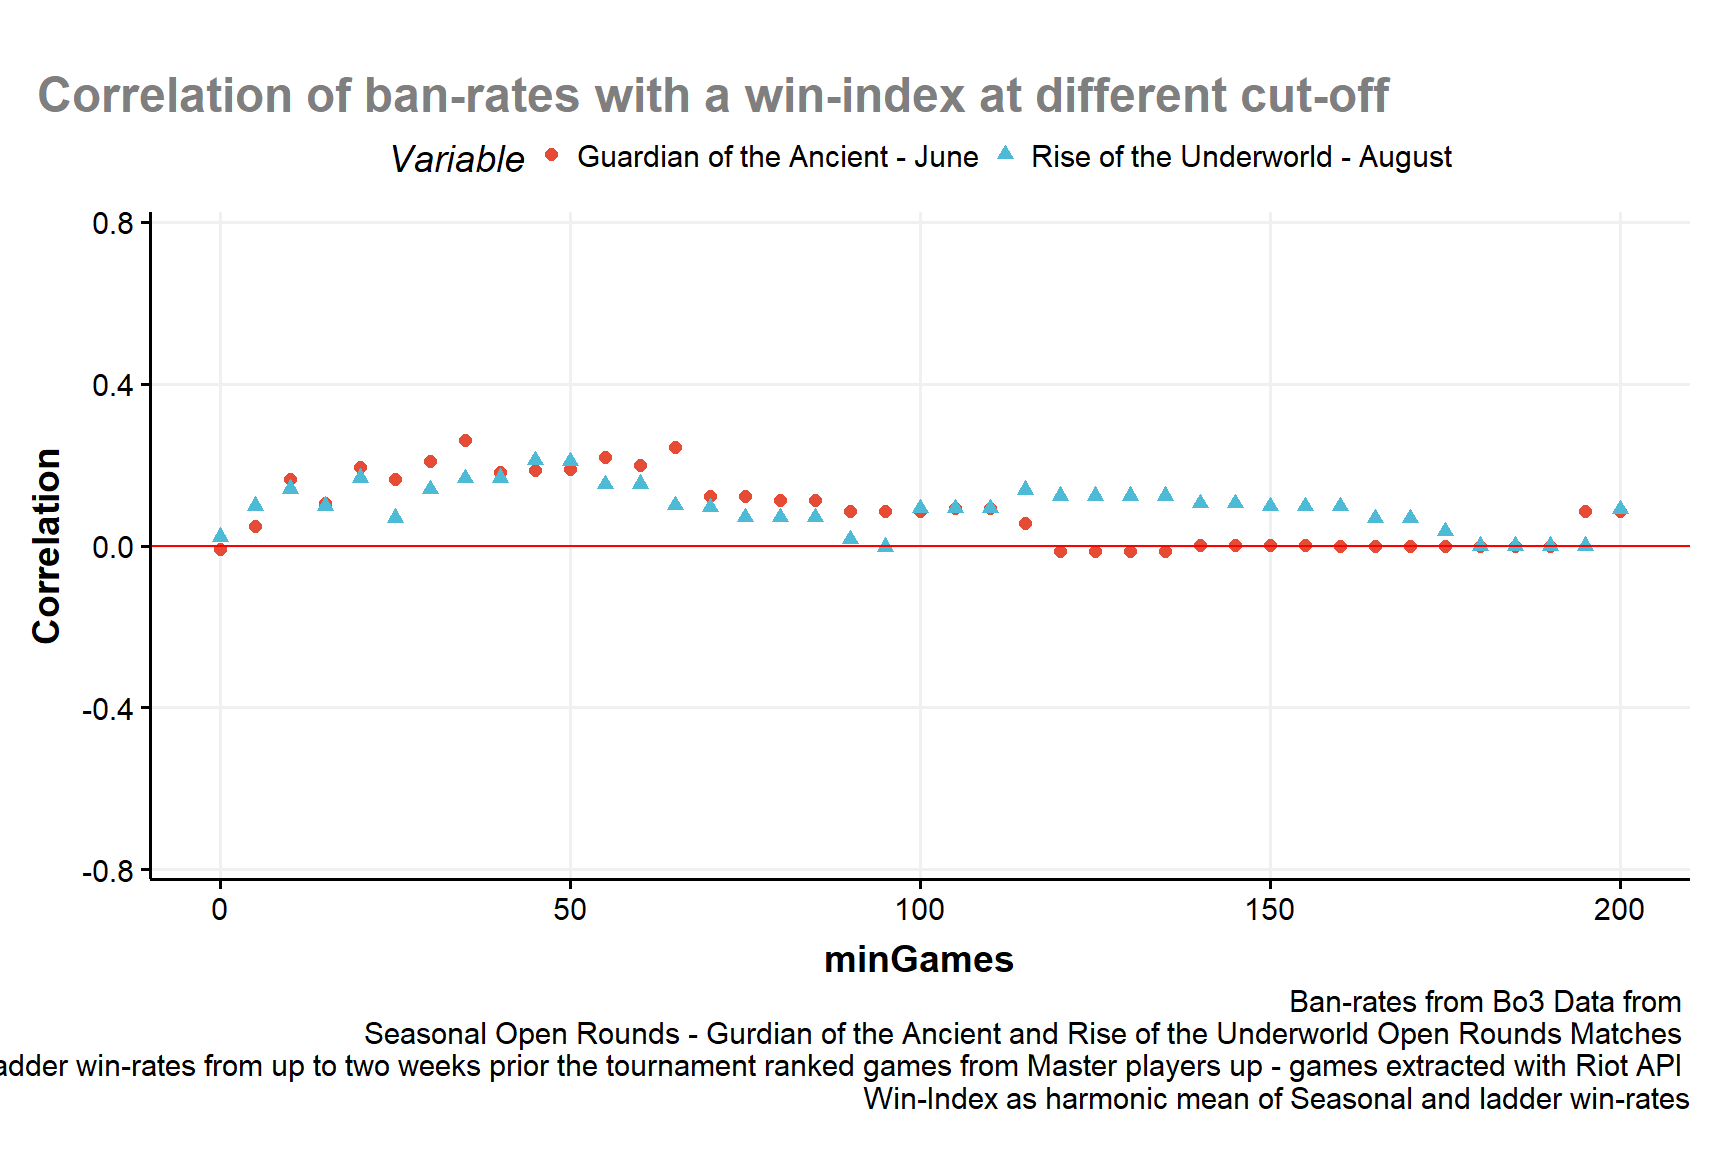 Correlation of ban-rates with a win-index at different cut-off
Variable Guardian of the Ancient - June Rise of the Underworld - August
0.8
0.4
0.0
-0.4
-0.8
Correlation
0 50 100 150 200
minGames
Ban-rates from Bo3 Data from
Seasonal Open Rounds - Gurdian of the Ancient and Rise of the Underworld Open Rounds Matches
win-rates from up to two weeks prior the tournament ranked games from Master players up - games extracted with Riot API
Win-Index as harmonic mean of Seasonal and ladder win-rates